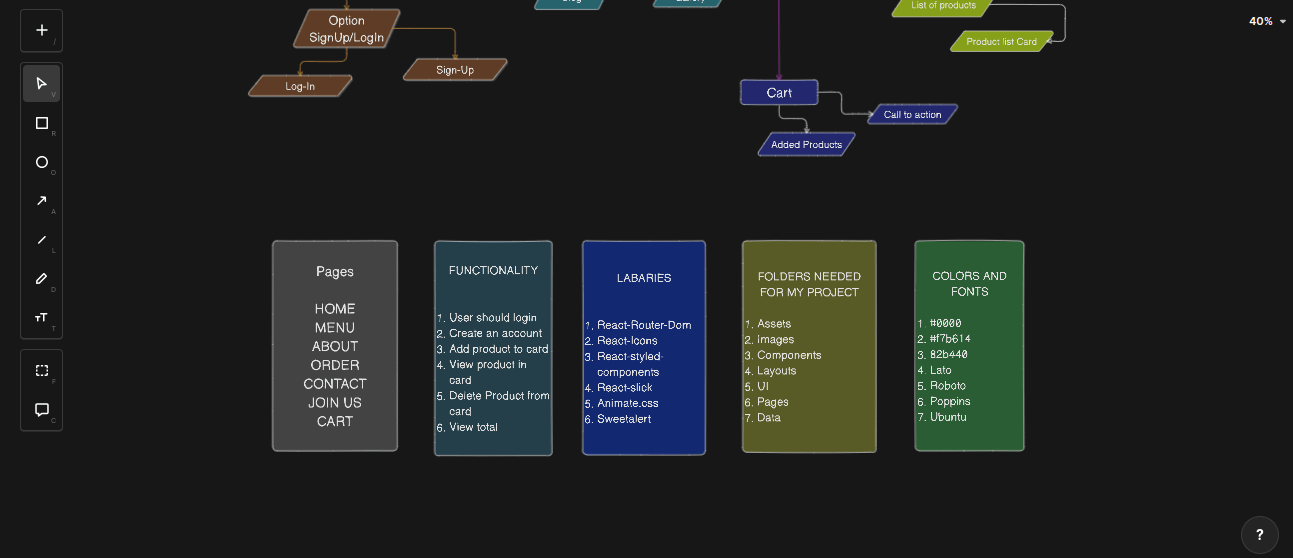 List of products
Option
SignUp/LogIn
Product list Card
Sign-Up
Log-In
Cart
Call to action
Added Products
40%
/
V
R
O
A
L
D
TT
T
F
C
Pages
HOME
MENU
ABOUT
ORDER
CONTACT
JOIN US
CART
FUNCTIONALITY
1. User should login
2. Create an account
3. Add product to card
4. View product in
card
5. Delete Product from
card
6. View total
LABARIES
1. React-Router-Dom
2. React-Icons
3. React-styled-
components
4. React-slick
5. Animate.css
6. Sweetalert
FOLDERS NEEDED
FOR MY PROJECT
1. Assets
2. Images
3. Components
4. Layouts
5. UI
6. Pages
7. Data
COLORS AND
FONTS
1. #0000
2. #f7b614
3. 82b440
4. Lato
5. Roboto
6. Poppins
7. Ubuntu
?